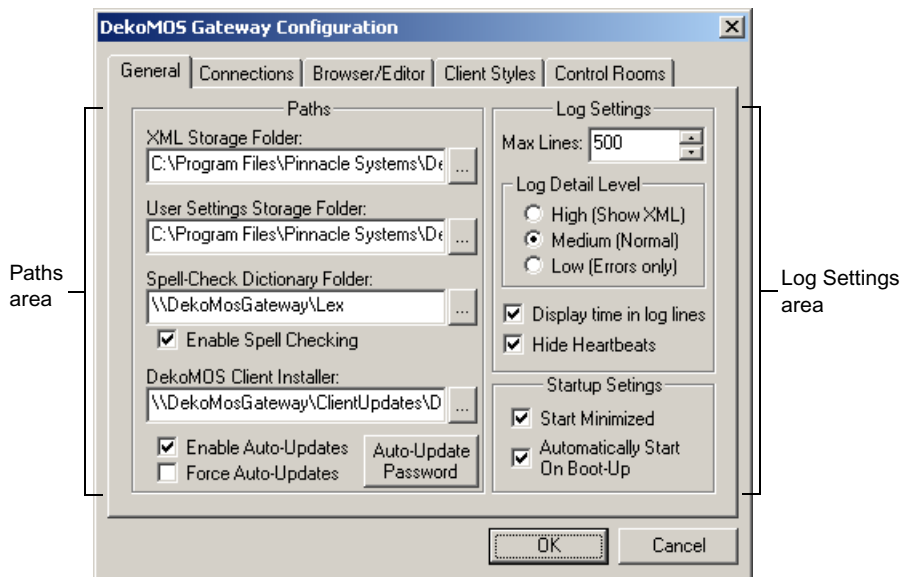 DekoMOS Gateway Configuration
General Connections Browser/Editor Client Styles Control Rooms
Paths
XML Storage Folder:
C:\Program Files\Pinnacle Systems\De ...
User Settings Storage Folder:
C:\Program Files\Pinnacle Systems\De ...
Spell-Check Dictionary Folder:
\\DekoMosGateway\Lex ...
Enable Spell Checking
DekoMOS Client Installer:
\\DekoMosGateway\ClientUpdates\D ...
Enable Auto-Updates
Force Auto-Updates
Auto-Update
Password
Log Settings
Max Lines: 500
Log Detail Level
High (Show XML)
Medium (Normal)
Low (Errors only)
Display time in log lines
Hide Heartbeats
Startup Setings
Start Minimized
Automatically Start
On Boot-Up
OK Cancel
Paths
area
Log Settings
area